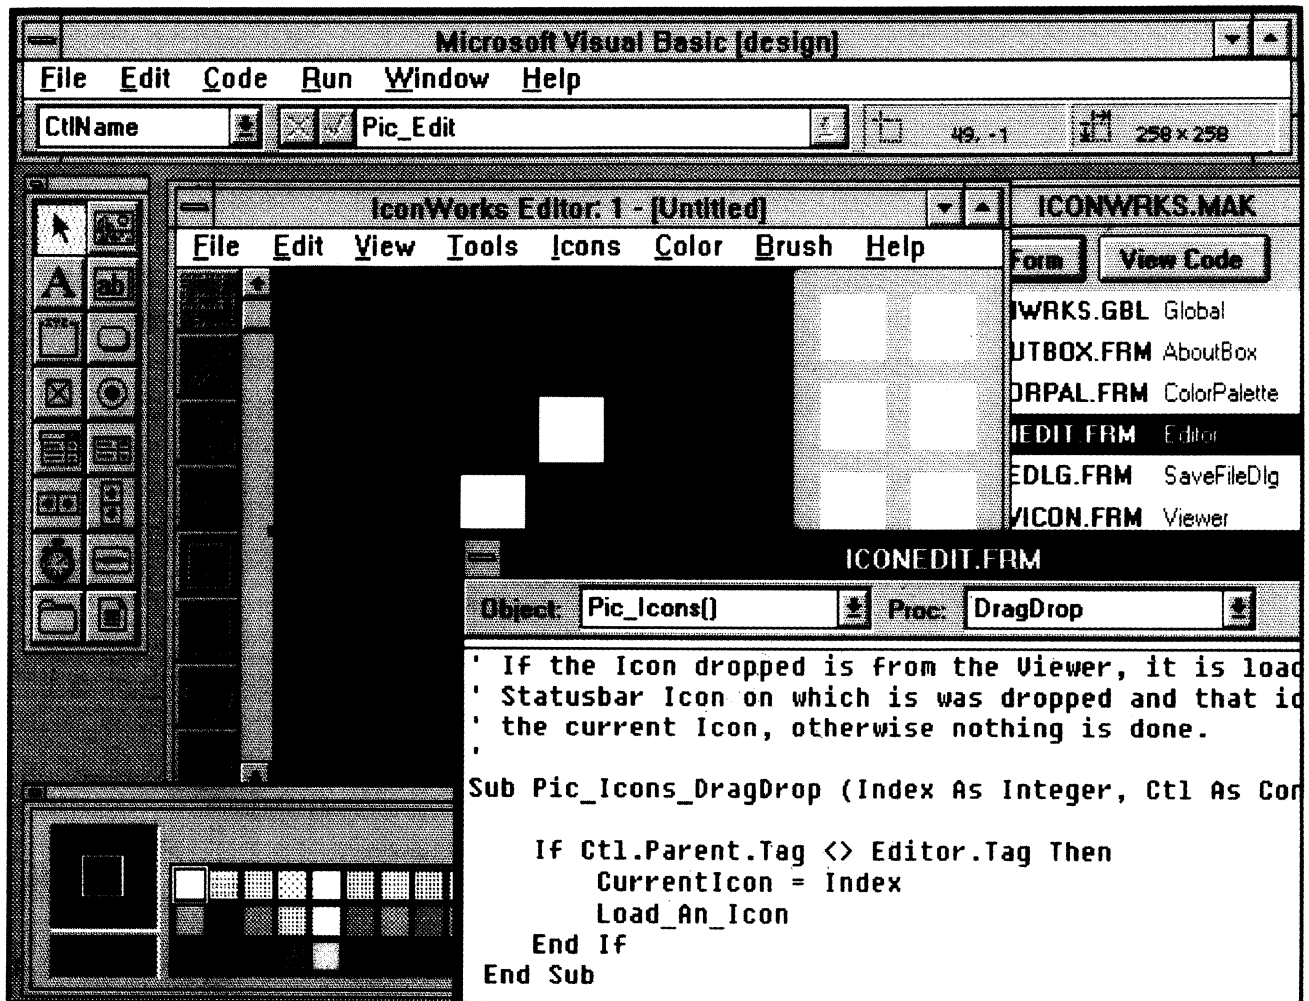 Microsoft Visual Basic [design]
File Edit Code Run Window Help
CtlName Pic_Edit 49, -1 258 x 258
IconWorks Editor: 1 - [Untitled]
File Edit View Tools Icons Color Brush Help
ICONWRKS.MAK
Form View Code
NWRKS.GBL Global
UTBOX.FRM AboutBox
ORPAL.FRM ColorPalette
NEDIT.FRM Editor
EDLG.FRM SaveFileDlg
VICON.FRM Viewer
ICONEDIT.FRM
Object: Pic_Icons() Proc: DragDrop
' If the Icon dropped is from the Viewer, it is load
' Statusbar Icon on which is was dropped and that ic
' the current Icon, otherwise nothing is done.
'
Sub Pic_Icons_DragDrop (Index As Integer, Ctl As Con
If Ctl.Parent.Tag <> Editor.Tag Then
CurrentIcon = Index
Load_An_Icon
End If
End Sub